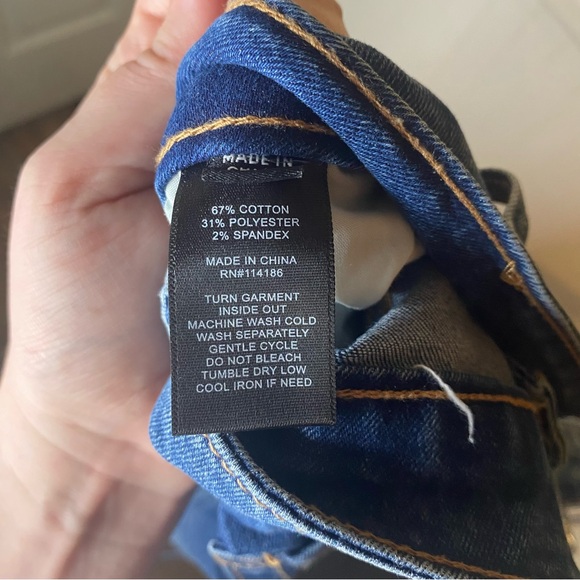 MADE IN
67% COTTON
31% POLYESTER
2% SPANDEX
MADE IN CHINA
RN#114186
TURN GARMENT
INSIDE OUT
MACHINE WASH COLD
WASH SEPARATELY
GENTLE CYCLE
DO NOT BLEACH
TUMBLE DRY LOW
COOL IRON IF NEED